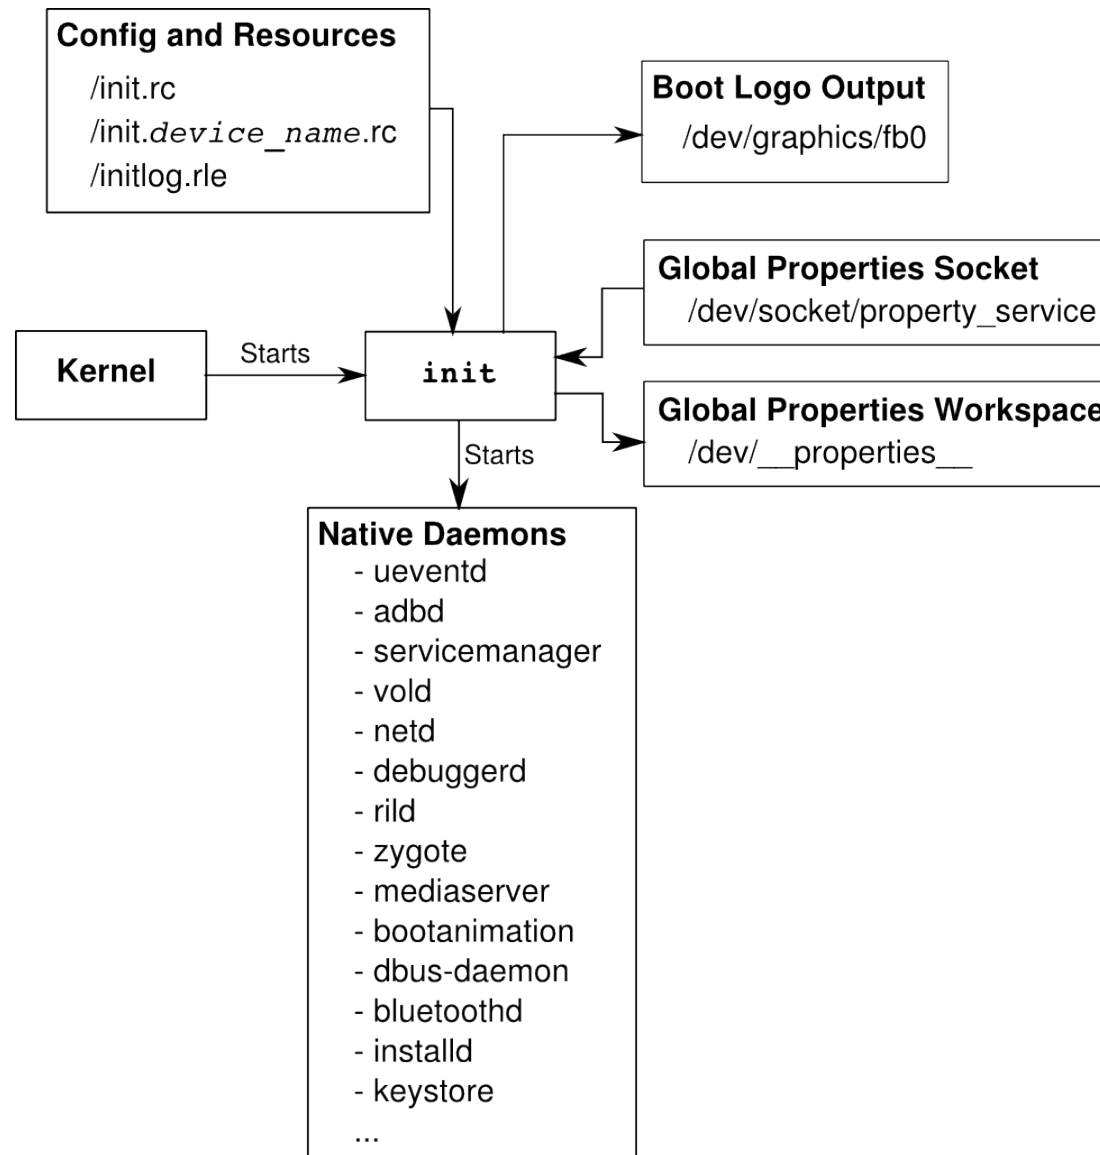 Config and Resources
/init.rc
/init.device_name.rc
/initlog.rle
Boot Logo Output
/dev/graphics/fb0
Global Properties Socket
/dev/socket/property_service
Kernel
Starts
init
Global Properties Workspace
/dev/__properties__
Starts
Native Daemons
- ueventd
- adbd
- servicemanager
- vold
- netd
- debuggerd
- rild
- zygote
- mediaserver
- bootanimation
- dbus-daemon
- bluetoothd
- installd
- keystore
...